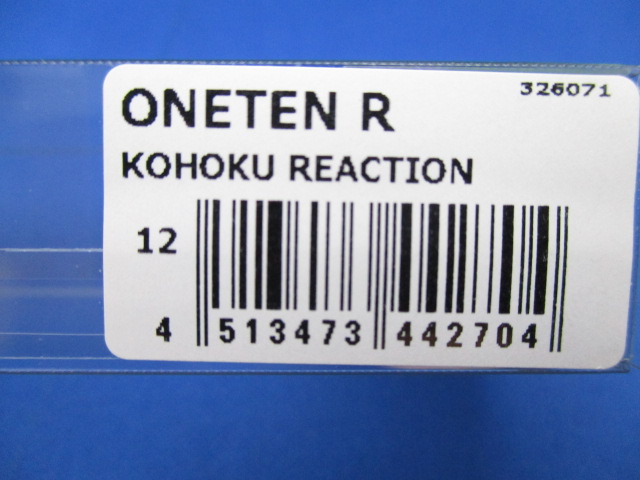 326071
ONETEN R
KOHOKU REACTION
12
4 513473 442704